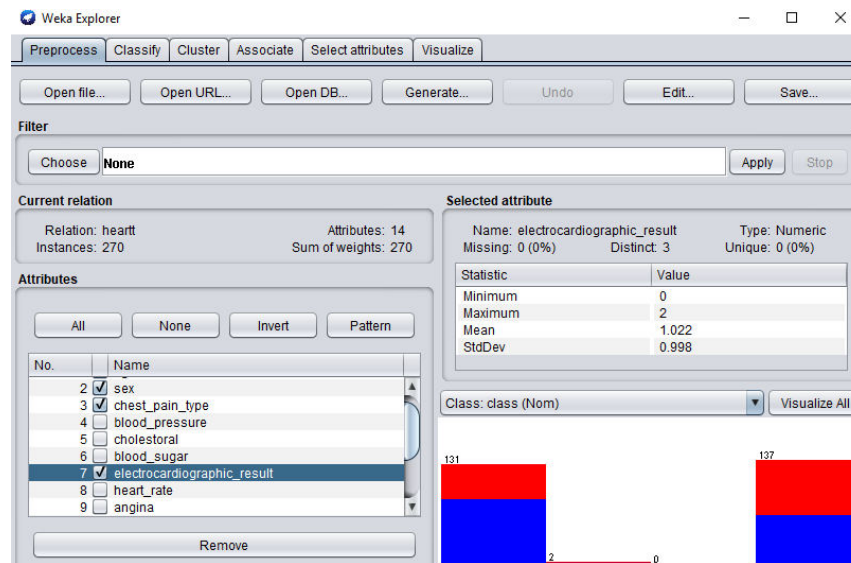 Weka Explorer
Preprocess Classify Cluster Associate Select attributes Visualize
Open file... Open URL... Open DB... Generate... Undo Edit... Save...
Filter
Choose None Apply Stop
Current relation
Relation: heartt Attributes: 14
Instances: 270 Sum of weights: 270
Attributes
All None Invert Pattern
No. Name
2 sex
3 chest_pain_type
4 blood_pressure
5 cholestoral
6 blood_sugar
7 electrocardiographic_result
8 heart_rate
9 angina
Remove
Selected attribute
Name: electrocardiographic_result Type: Numeric
Missing: 0 (0%) Distinct: 3 Unique: 0 (0%)
Statistic Value
Minimum 0
Maximum 2
Mean 1.022
StdDev 0.998
Class: class (Nom) Visualize All
131 137
2 0